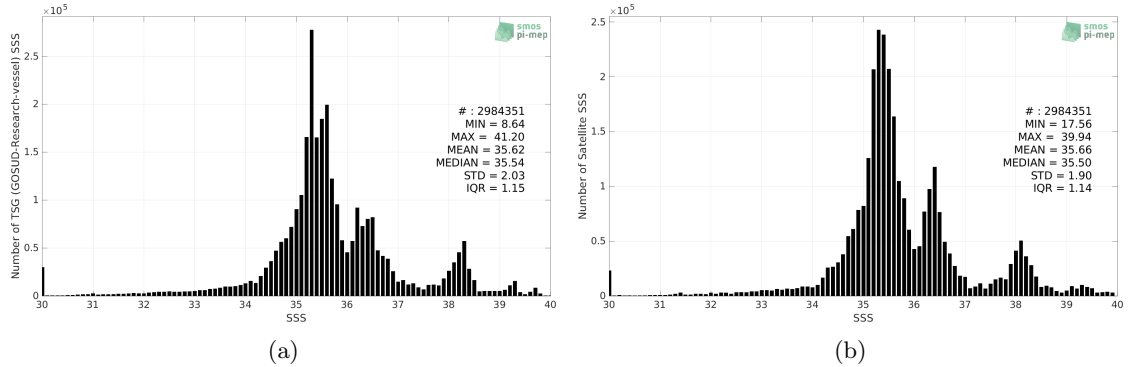 ×10⁵
smos
pi-mep
Number of TSG (GOSUD-Research-vessel) SSS
2.5
2
1.5
1
0.5
0
# : 2984351
MIN = 8.64
MAX = 41.20
MEAN = 35.62
MEDIAN = 35.54
STD = 2.03
IQR = 1.15
30 31 32 33 34 35 36 37 38 39 40
SSS
(a)
×10⁵
smos
pi-mep
Number of Satellite SSS
2.5
2
1.5
1
0.5
0
# : 2984351
MIN = 17.56
MAX = 39.94
MEAN = 35.66
MEDIAN = 35.50
STD = 1.90
IQR = 1.14
30 31 32 33 34 35 36 37 38 39 40
SSS
(b)